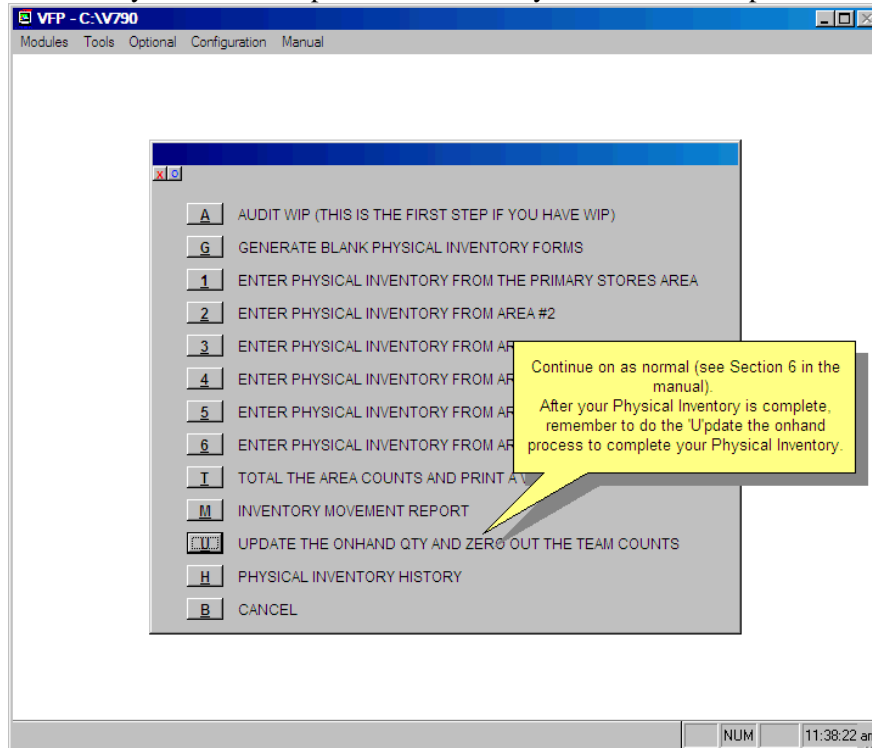 VFP - C:\V790
Modules Tools Optional Configuration Manual
X O
A AUDIT WIP (THIS IS THE FIRST STEP IF YOU HAVE WIP)
G GENERATE BLANK PHYSICAL INVENTORY FORMS
1 ENTER PHYSICAL INVENTORY FROM THE PRIMARY STORES AREA
2 ENTER PHYSICAL INVENTORY FROM AREA #2
3 ENTER PHYSICAL INVENTORY FROM AR
4 ENTER PHYSICAL INVENTORY FROM AR
5 ENTER PHYSICAL INVENTORY FROM AR
6 ENTER PHYSICAL INVENTORY FROM AR
T TOTAL THE AREA COUNTS AND PRINT A
M INVENTORY MOVEMENT REPORT
U UPDATE THE ONHAND QTY AND ZERO OUT THE TEAM COUNTS
H PHYSICAL INVENTORY HISTORY
B CANCEL
Continue on as normal (see Section 6 in the
manual).
After your Physical Inventory is complete,
remember to do the 'U'pdate the onhand
process to complete your Physical Inventory.
NUM 11:38:22 am